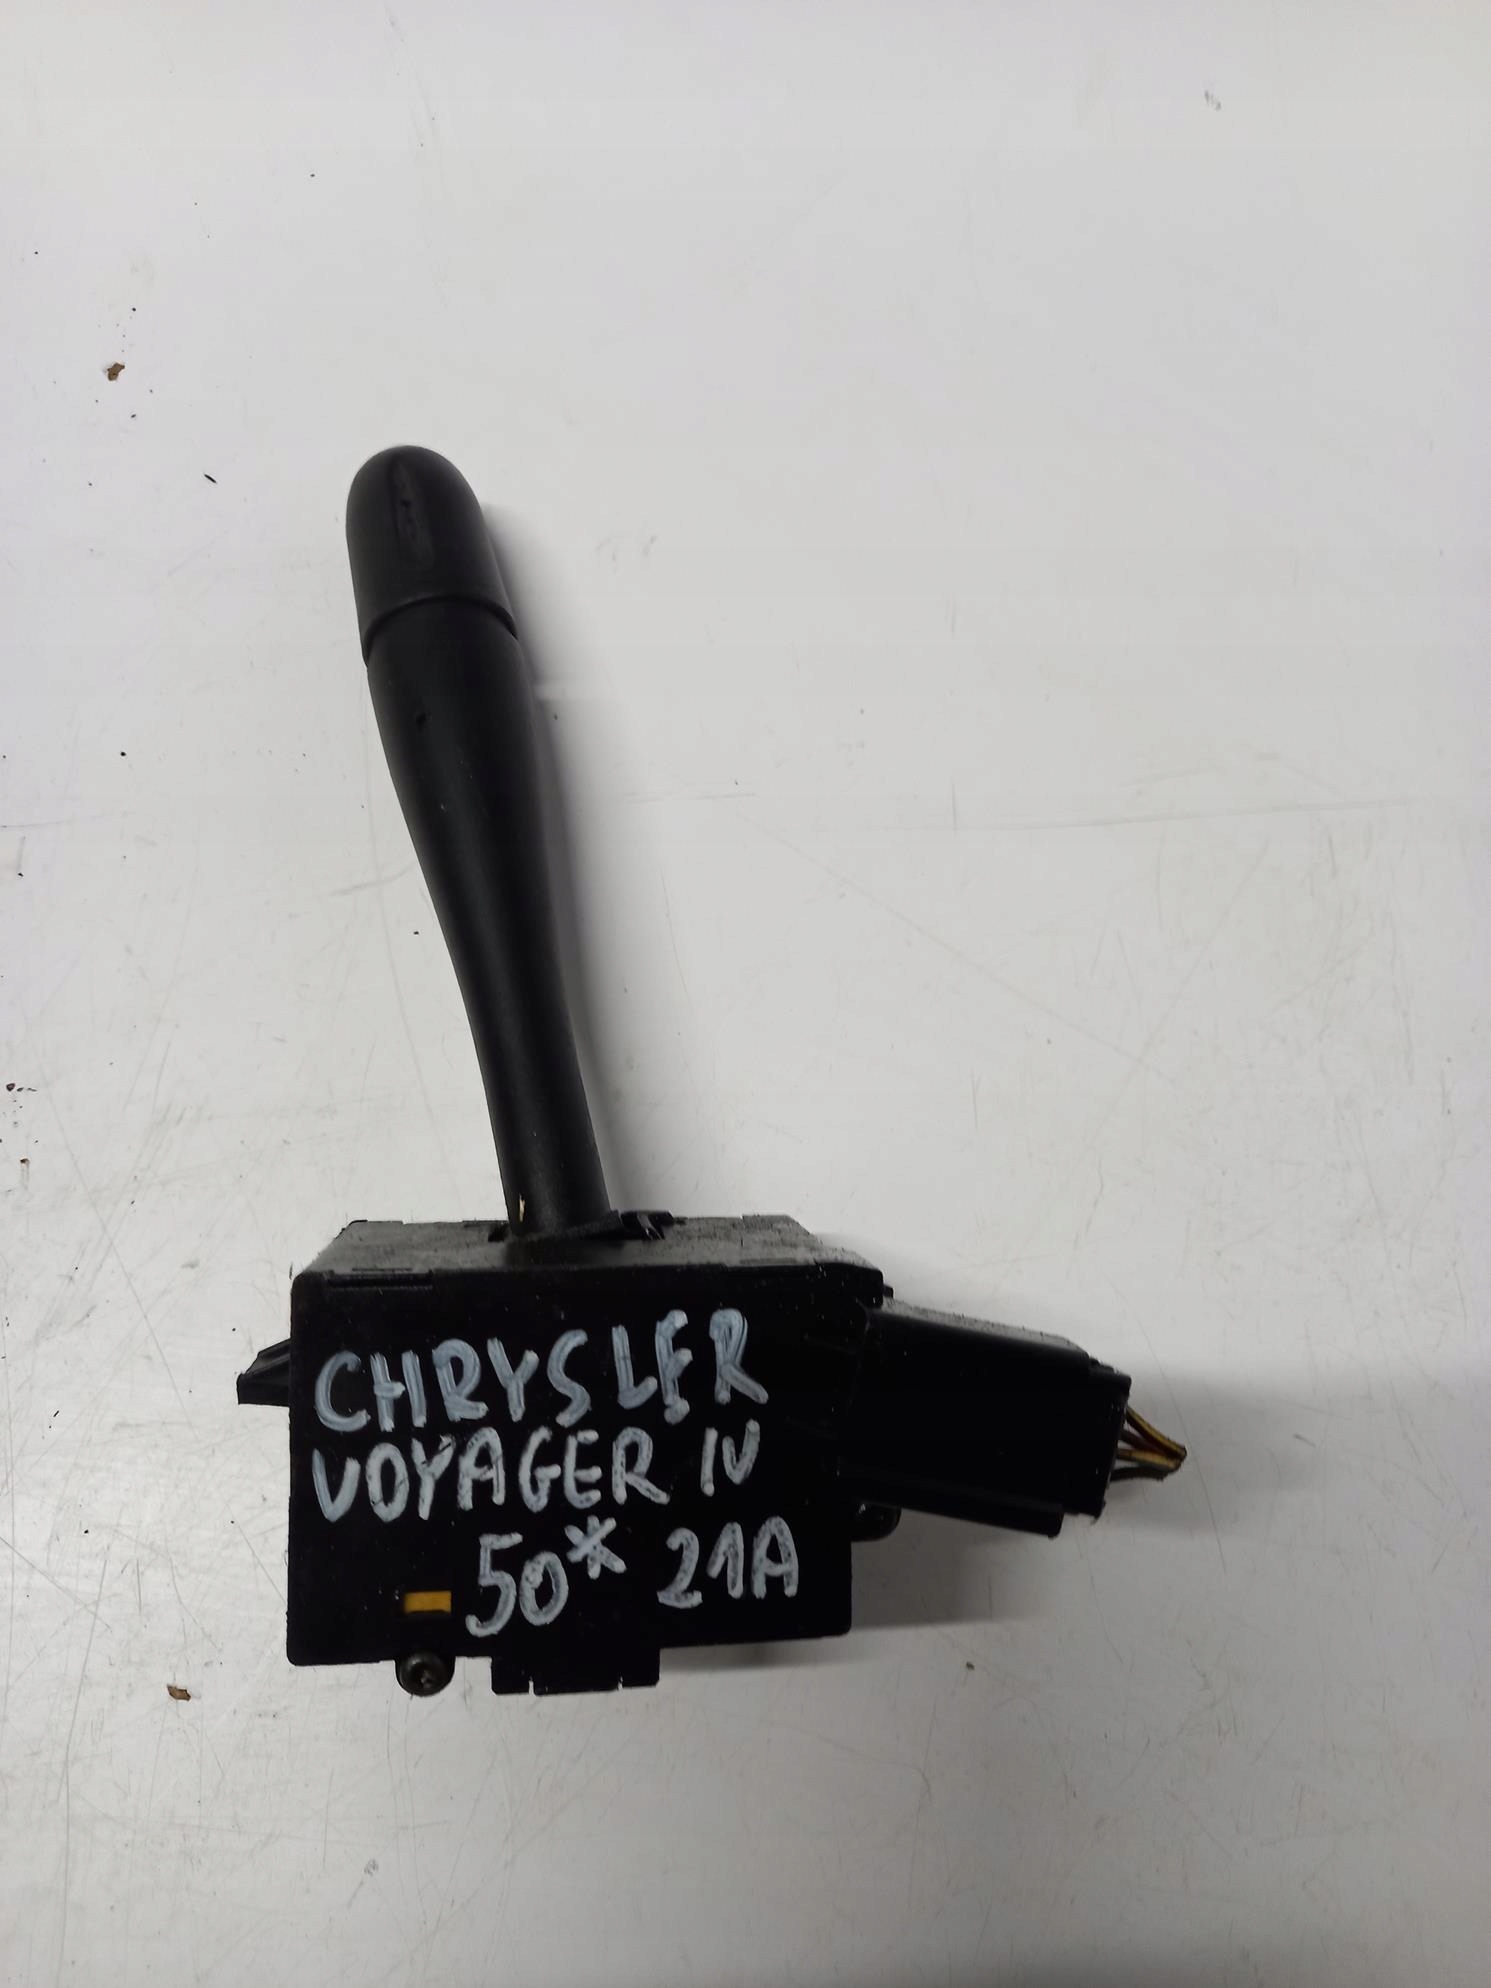 CHRYSLER
VOYAGER IV
50* 21A